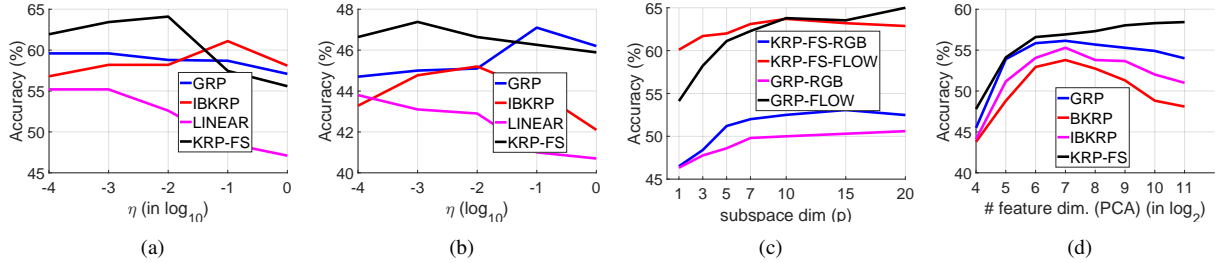 Accuracy (%)
65
60
55
50
45
-4 -3 -2 -1 0
η (in log10)
GRP
IBKRP
LINEAR
KRP-FS
(a)
Accuracy (%)
48
46
44
42
40
-4 -3 -2 -1 0
η (log10)
GRP
IBKRP
LINEAR
KRP-FS
(b)
Accuracy (%)
65
60
55
50
45
1 3 5 7 10 15 20
subspace dim (p)
KRP-FS-RGB
KRP-FS-FLOW
GRP-RGB
GRP-FLOW
(c)
Accuracy (%)
60
55
50
45
40
4 5 6 7 8 9 10 11
# feature dim. (PCA) (in log2)
GRP
BKRP
IBKRP
KRP-FS
(d)